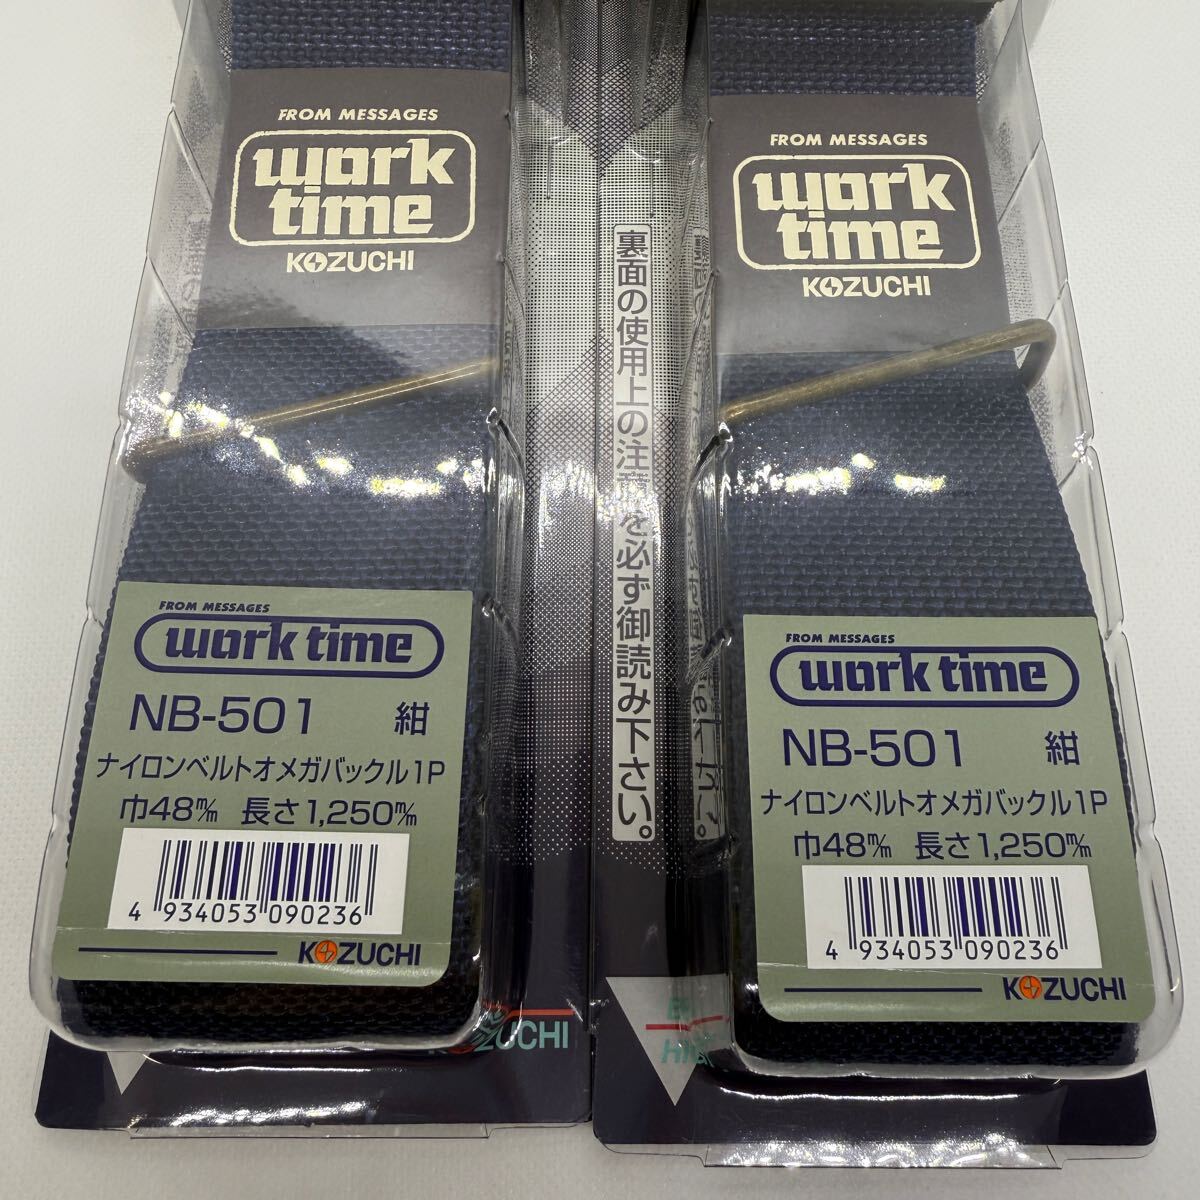 FROM MESSAGES
work
time
KOZUCHI
FROM MESSAGES
work time
NB-501 紺
ナイロンベルトオメガバックル1P
巾48㎜ 長さ1,250㎜
4 934053 090236
KOZUCHI
KOZUCHI
裏面の使用上の注意を必ず御読み下さい。
FROM MESSAGES
work
time
KOZUCHI
FROM MESSAGES
work time
NB-501 紺
ナイロンベルトオメガバックル1P
巾48㎜ 長さ1,250㎜
4 934053 090236
KOZUCHI